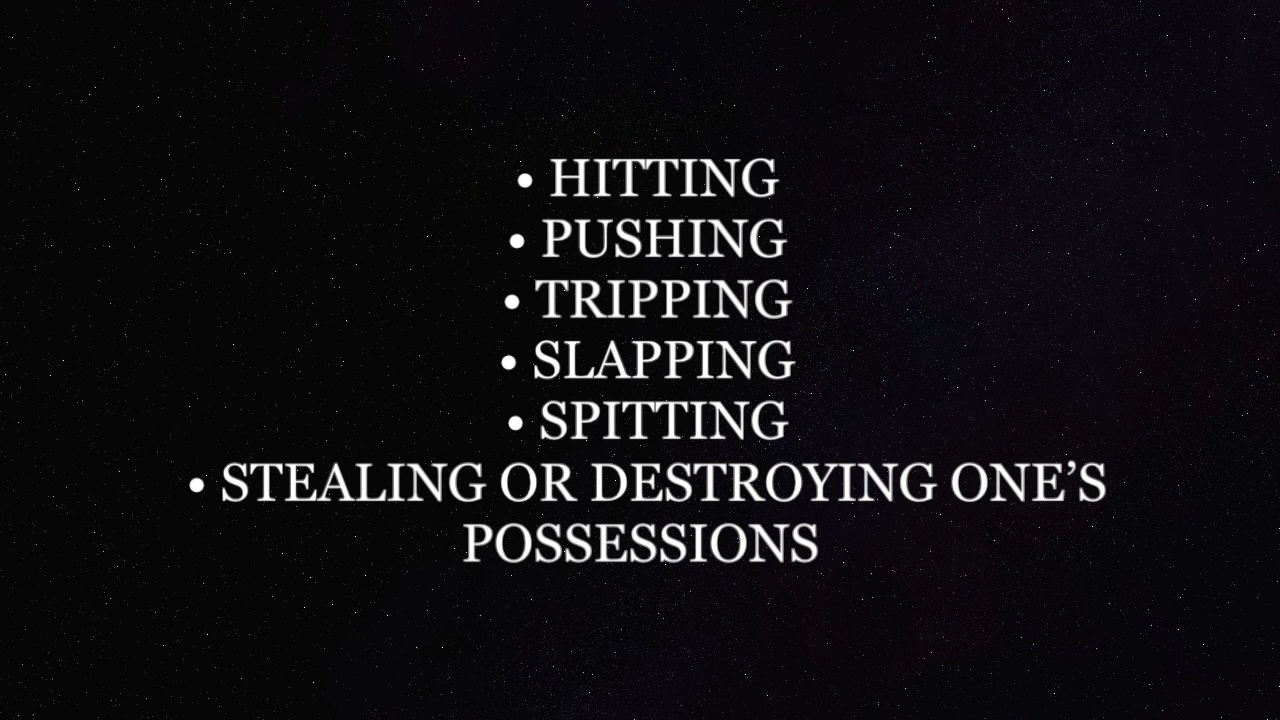 • HITTING
• PUSHING
• TRIPPING
• SLAPPING
• SPITTING
• STEALING OR DESTROYING ONE’S
POSSESSIONS